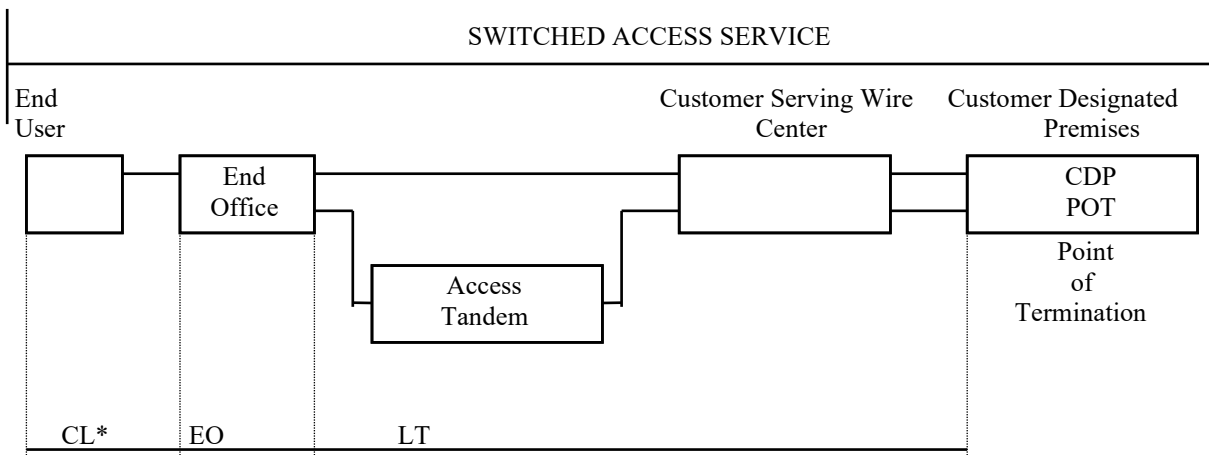 SWITCHED ACCESS SERVICE
End
User
Customer Serving Wire
Center
Customer Designated
Premises
End
Office
CDP
POT
Access
Tandem
Point
of
Termination
CL*
EO
LT